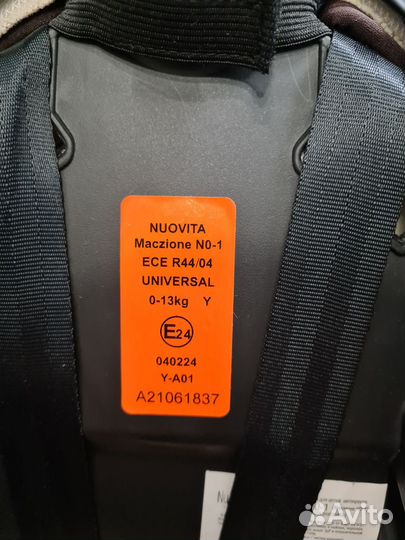 NUOVITA
Maczione N0-1
ECE R44/04
UNIVERSAL
0-13kg Y
E24
040224
Y-A01
A21061837
Avito